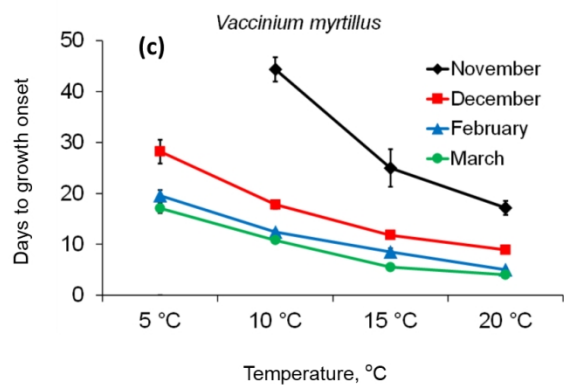 Vaccinium myrtillus
(c)
50
40
30
20
10
0
Days to growth onset
November
December
February
March
5 °C 10 °C 15 °C 20 °C
Temperature, °C